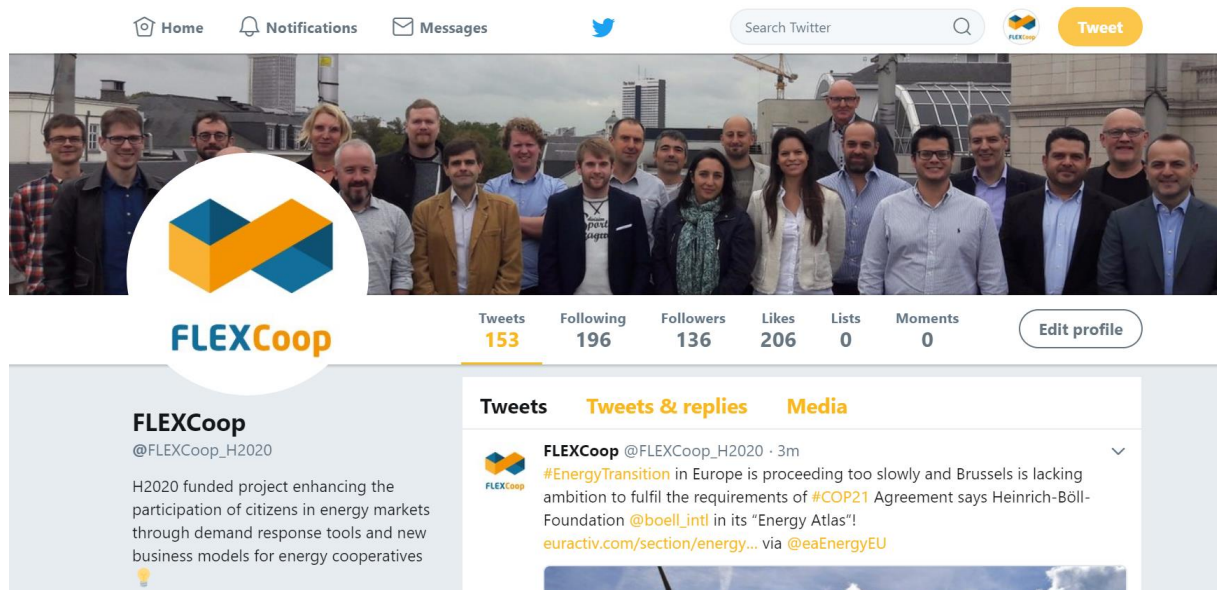 Home Notifications Messages Search Twitter Tweet
FLEXCoop
FLEXCoop
Tweets Following Followers Likes Lists Moments
153 196 136 206 0 0
Edit profile
FLEXCoop
@FLEXCoop_H2020
H2020 funded project enhancing the
participation of citizens in energy markets
through demand response tools and new
business models for energy cooperatives
Tweets Tweets & replies Media
FLEXCoop
FLEXCoop @FLEXCoop_H2020 · 3m
#EnergyTransition in Europe is proceeding too slowly and Brussels is lacking
ambition to fulfil the requirements of #COP21 Agreement says Heinrich-Böll-
Foundation @boell_intl in its “Energy Atlas”!
euractiv.com/section/energy... via @eaEnergyEU